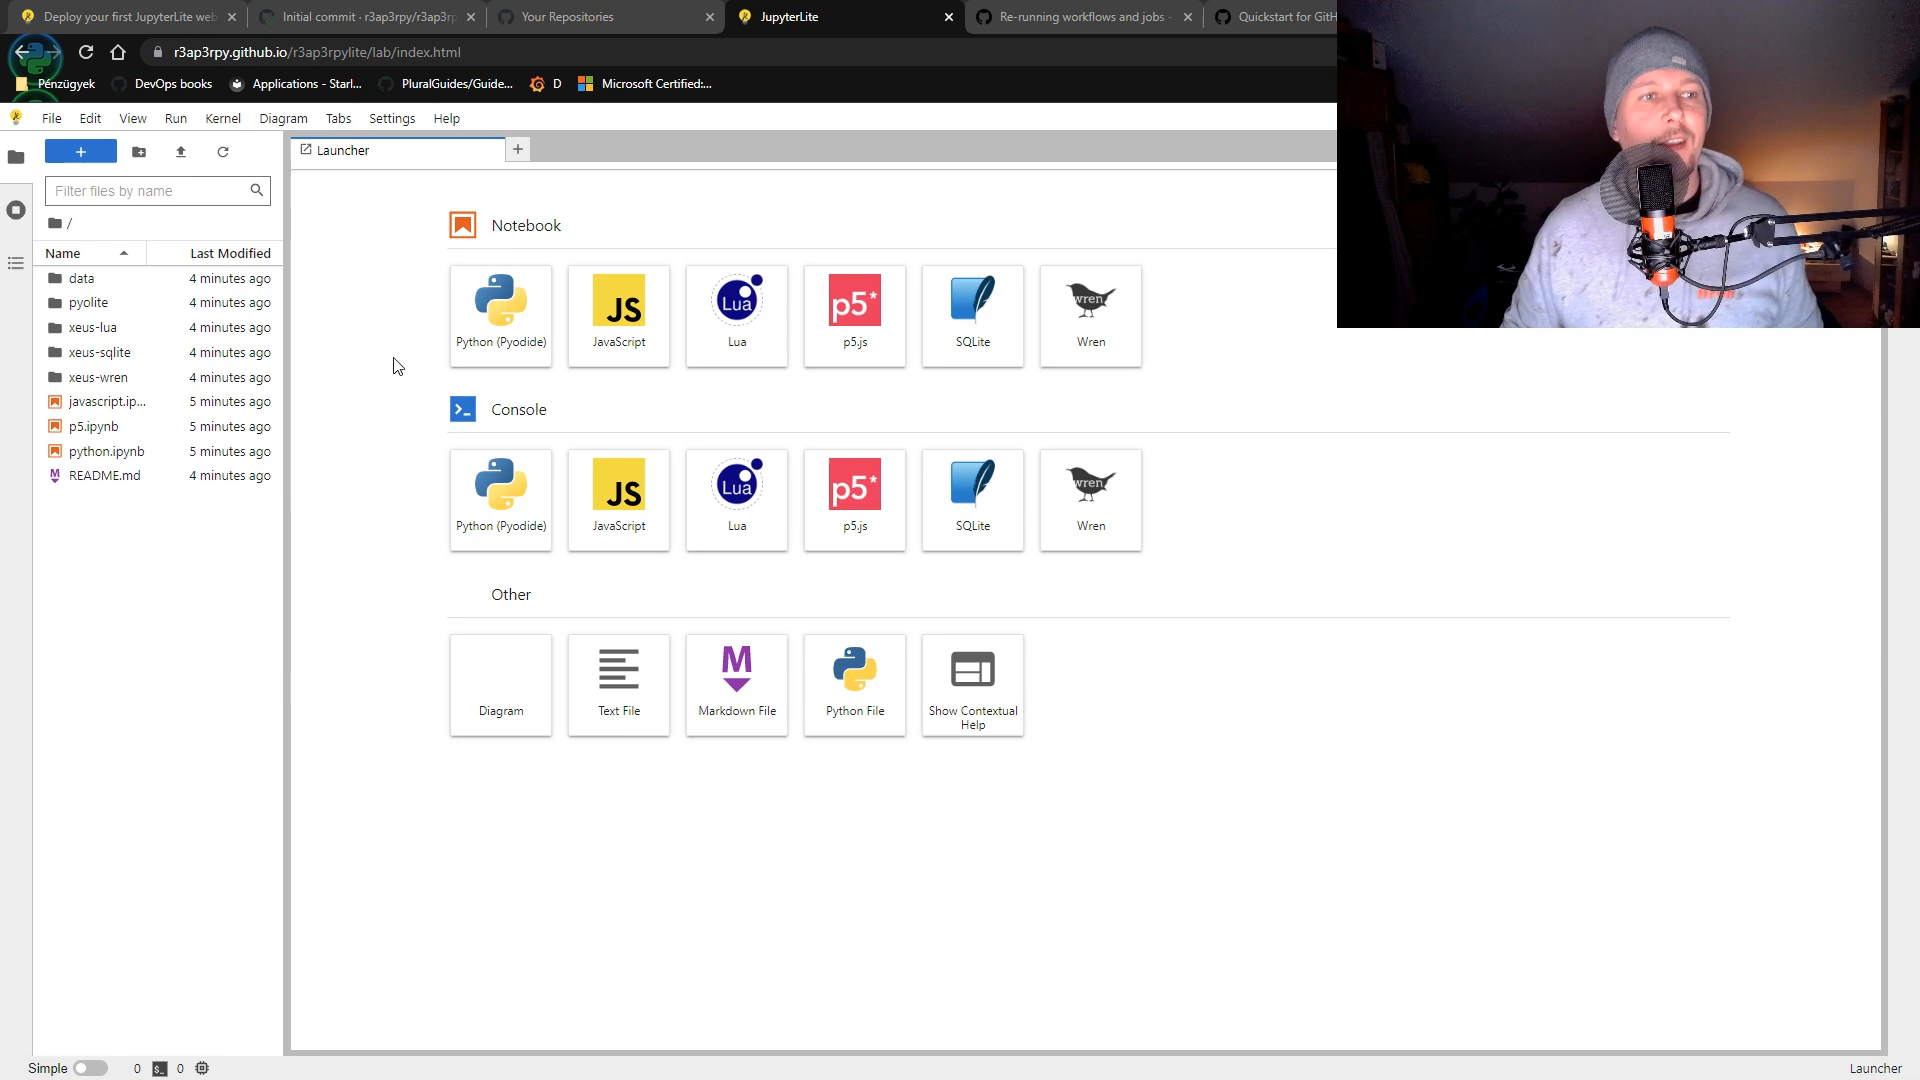 Deploy your first JupyterLite web
Initial commit · r3ap3rpy/r3ap3rp
Your Repositories
JupyterLite
Re-running workflows and jobs -
Quickstart for GitH
r3ap3rpy.github.io/r3ap3rpylite/lab/index.html
Pénzügyek
DevOps books
Applications - Starl...
PluralGuides/Guide...
D
Microsoft Certified:...
File Edit View Run Kernel Diagram Tabs Settings Help
+
Launcher
+
Filter files by name
/
Name Last Modified
data 4 minutes ago
pyolite 4 minutes ago
xeus-lua 4 minutes ago
xeus-sqlite 4 minutes ago
xeus-wren 4 minutes ago
javascript.ip... 5 minutes ago
p5.ipynb 5 minutes ago
python.ipynb 5 minutes ago
M README.md 4 minutes ago
Notebook
JS Lua p5* wren
Python (Pyodide) JavaScript Lua p5.js SQLite Wren
Console
JS Lua p5* wren
Python (Pyodide) JavaScript Lua p5.js SQLite Wren
Other
M
Diagram Text File Markdown File Python File Show Contextual
Help
Simple 0 $_ 0
Launcher